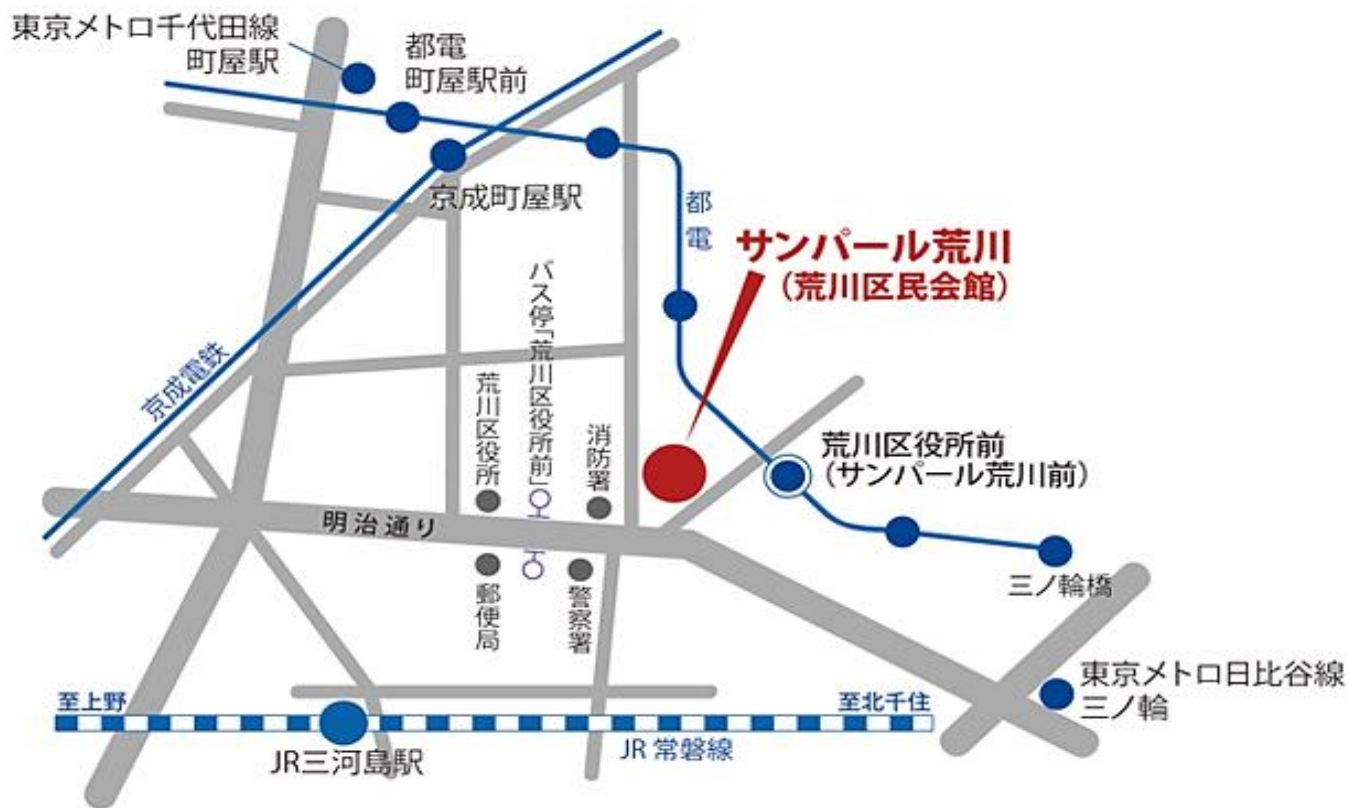 東京メトロ千代田線
町屋駅
都電
町屋駅前
京成町屋駅
都電
サンパール荒川
（荒川区民会館）
京成電鉄
バス停「荒川区役所前」
荒川区役所
消防署
荒川区役所前
（サンパール荒川前）
明治通り
郵便局
警察署
三ノ輪橋
東京メトロ日比谷線
三ノ輪
至上野
至北千住
JR三河島駅
JR 常磐線